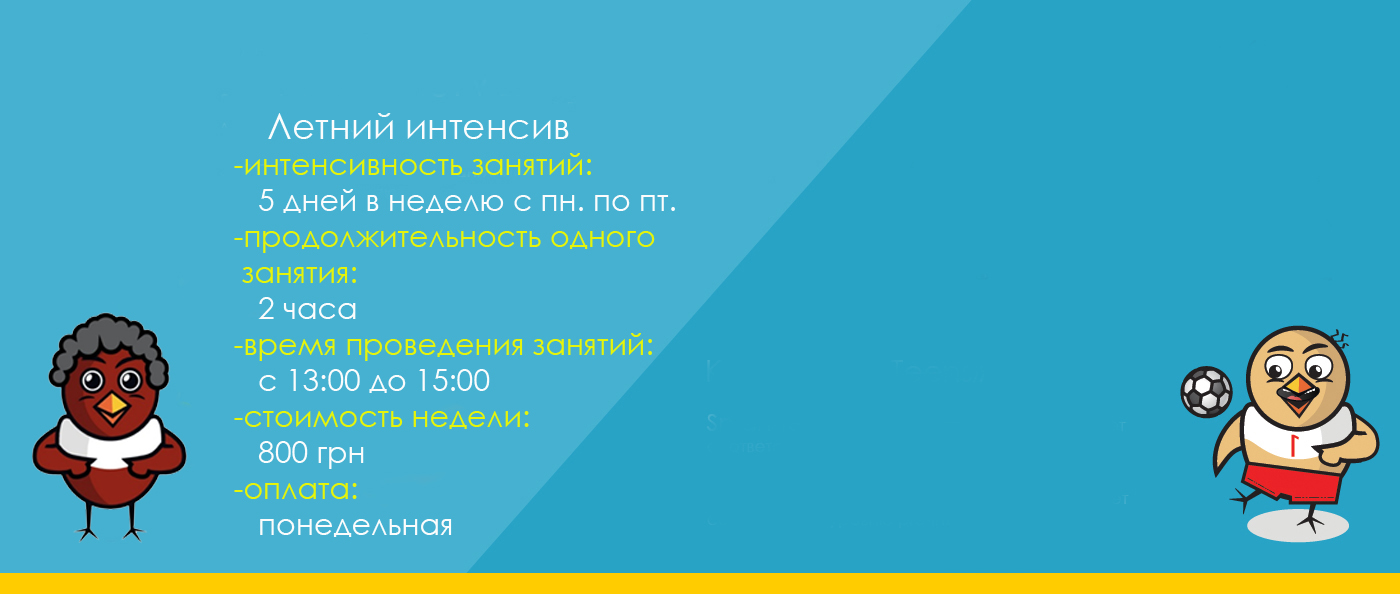 Летний интенсив
-интенсивность занятий:
5 дней в неделю с пн. по пт.
-продолжительность одного
занятия:
2 часа
-время проведения занятий:
с 13:00 до 15:00
-стоимость недели:
800 грн
-оплата:
понедельная
1